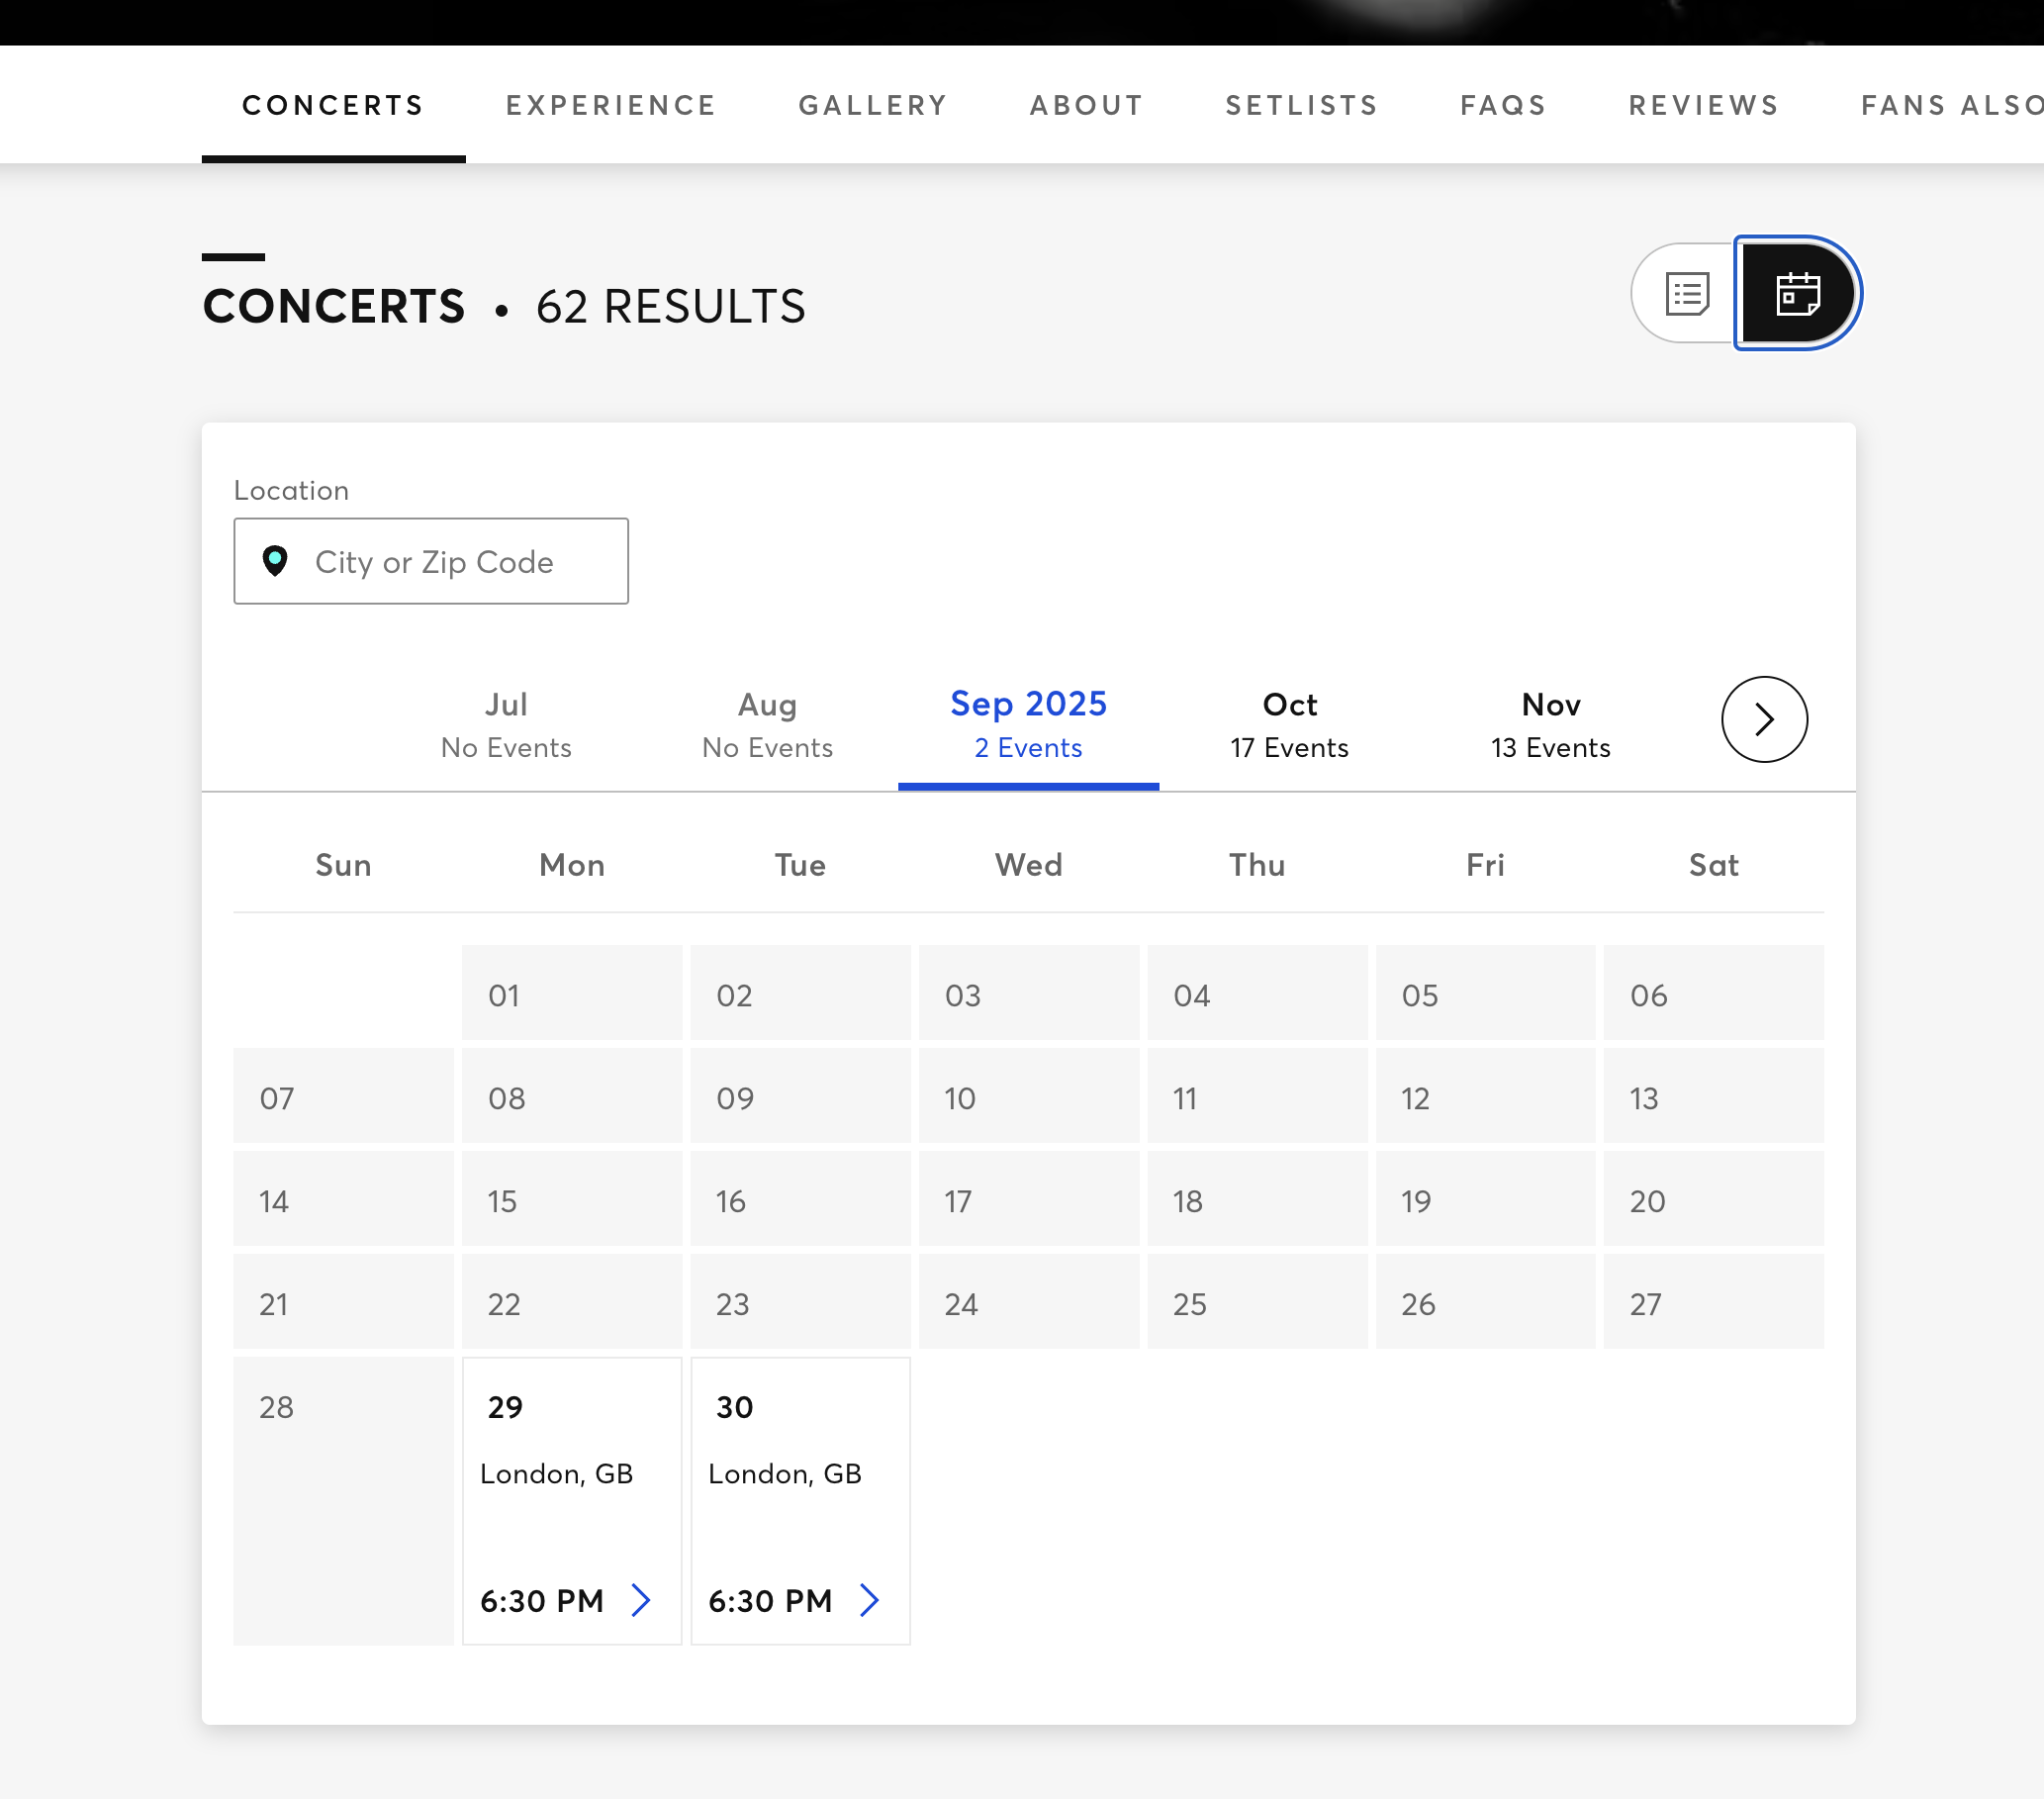 CONCERTS EXPERIENCE GALLERY ABOUT SETLISTS FAQS REVIEWS FANS ALSO
CONCERTS • 62 RESULTS
Location
City or Zip Code
Jul Aug Sep 2025 Oct Nov
No Events No Events 2 Events 17 Events 13 Events
Sun Mon Tue Wed Thu Fri Sat
01 02 03 04 05 06
07 08 09 10 11 12 13
14 15 16 17 18 19 20
21 22 23 24 25 26 27
28 29 30
London, GB London, GB
6:30 PM 6:30 PM